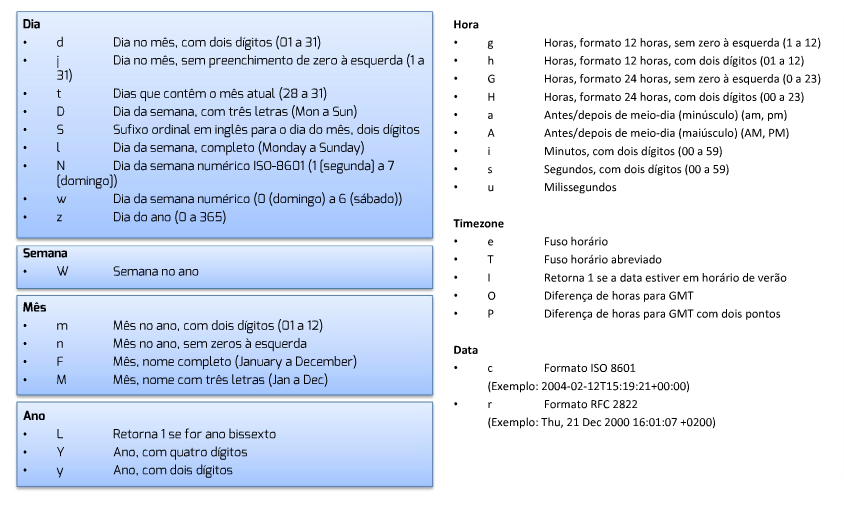 Dia
• d Dia no mês, com dois dígitos (01 a 31)
• j Dia no mês, sem preenchimento de zero à esquerda (1 a
31)
• t Dias que contêm o mês atual (28 a 31)
• D Dia da semana, com três letras (Mon a Sun)
• S Sufixo ordinal em inglês para o dia do mês, dois dígitos
• l Dia da semana, completo (Monday a Sunday)
• N Dia da semana numérico ISO-8601 (1 (segunda) a 7
(domingo))
• w Dia da semana numérico (0 (domingo) a 6 (sábado))
• z Dia do ano (0 a 365)
Semana
• W Semana no ano
Mês
• m Mês no ano, com dois dígitos (01 a 12)
• n Mês no ano, sem zeros à esquerda
• F Mês, nome completo (January a December)
• M Mês, nome com três letras (Jan a Dec)
Ano
• L Retorna 1 se for ano bissexto
• Y Ano, com quatro dígitos
• y Ano, com dois dígitos
Hora
• g Horas, formato 12 horas, sem zero à esquerda (1 a 12)
• h Horas, formato 12 horas, com dois dígitos (01 a 12)
• G Horas, formato 24 horas, sem zero à esquerda (0 a 23)
• H Horas, formato 24 horas, com dois dígitos (00 a 23)
• a Antes/depois de meio-dia (minúsculo) (am, pm)
• A Antes/depois de meio-dia (maiúsculo) (AM, PM)
• i Minutos, com dois dígitos (00 a 59)
• s Segundos, com dois dígitos (00 a 59)
• u Milissegundos
Timezone
• e Fuso horário
• T Fuso horário abreviado
• I Retorna 1 se a data estiver em horário de verão
• O Diferença de horas para GMT
• P Diferença de horas para GMT com dois pontos
Data
• c Formato ISO 8601
(Exemplo: 2004-02-12T15:19:21+00:00)
• r Formato RFC 2822
(Exemplo: Thu, 21 Dec 2000 16:01:07 +0200)